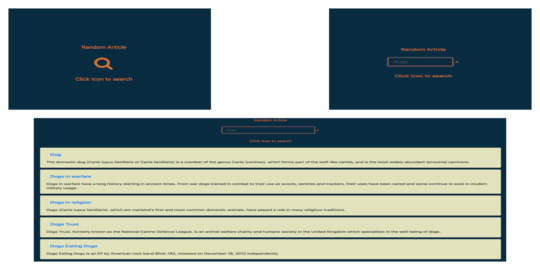 Random Article
Click Icon to search
Random Article
Click Icon to search
Random Article
Click Icon to search
Dog
The domestic dog (Canis lupus familiaris or Canis familiaris) is a member of the genus Canis (canines), which forms part of the wolf-like canids, and is the most widely abundant terrestrial carnivore.
Dogs in warfare
Dogs in warfare have a long history starting in ancient times. From war dogs trained in combat to their use as scouts, sentries and trackers, their uses have been varied and some continue to exist in modern
military usage.
Dogs in religion
Dogs (Canis lupus familiaris), which are mankind's first and most common domestic animals, have played a role in many religious traditions.
Dogs Trust
Dogs Trust, formerly known as the National Canine Defence League, is an animal welfare charity and humane society in the United Kingdom which specialises in the well-being of dogs.
Dogs Eating Dogs
Dogs Eating Dogs is an EP by American rock band Blink-182, released on December 18, 2012 independently.